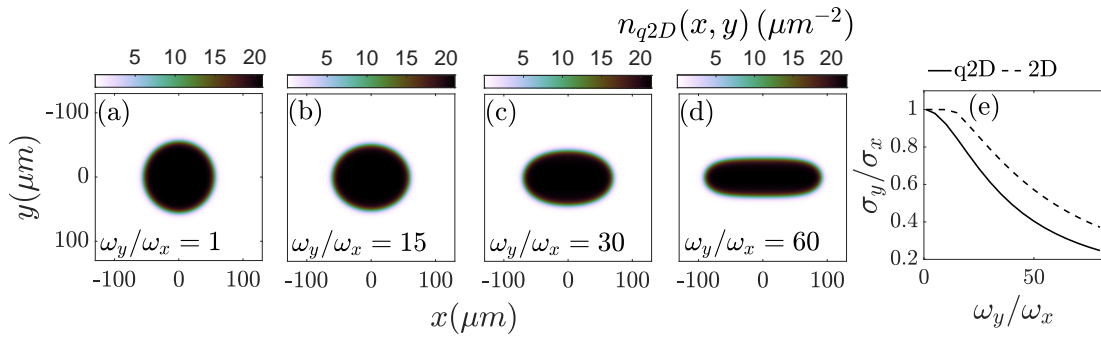 n_{q2D}(x, y) (μm^{-2})
5 10 15 20
5 10 15 20
5 10 15 20
5 10 15 20
q2D 2D
(a)
(b)
(c)
(d)
(e)
-100
0
100
y(μm)
ω_y/ω_x = 1
ω_y/ω_x = 15
ω_y/ω_x = 30
ω_y/ω_x = 60
-100 0 100
-100 0 100
-100 0 100
-100 0 100
x(μm)
1
0.8
0.6
0.4
0.2
σ_y/σ_x
0 50
ω_y/ω_x